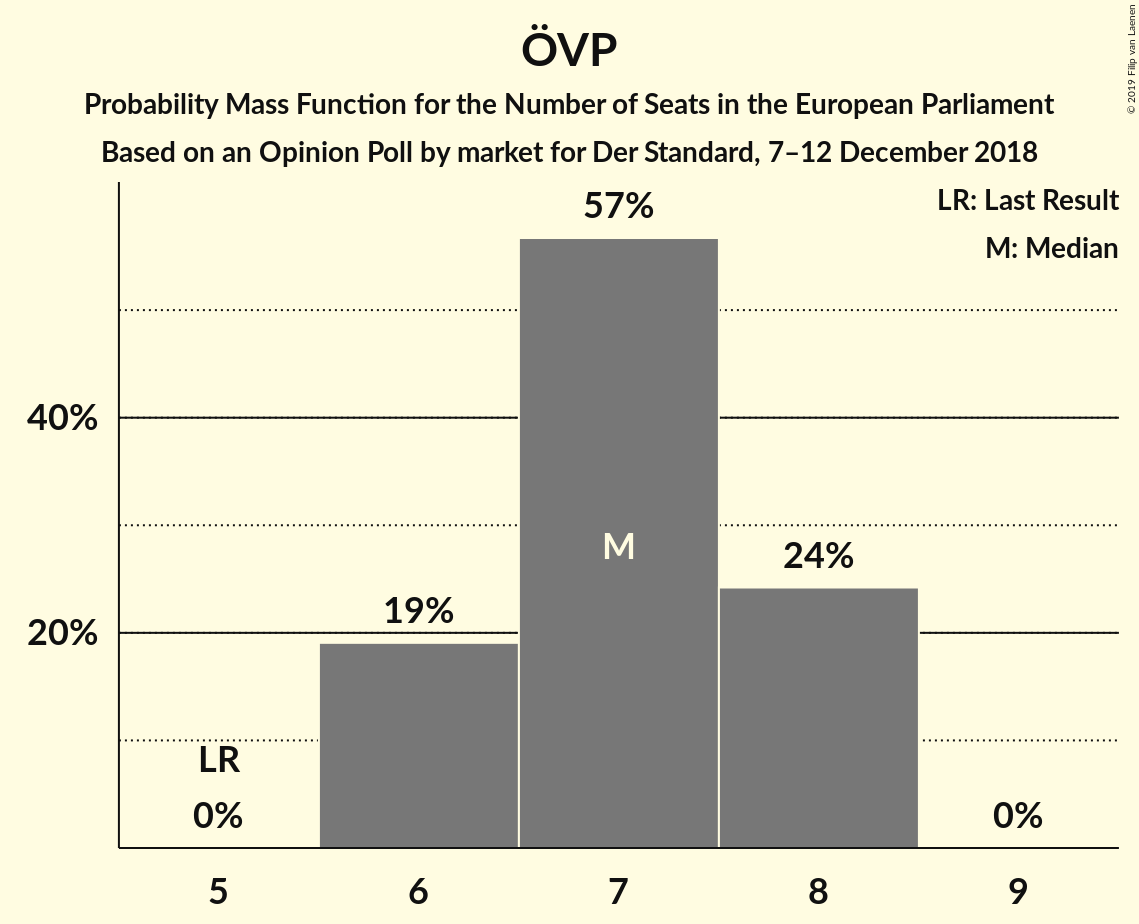 ÖVP
Probability Mass Function for the Number of Seats in the European Parliament
Based on an Opinion Poll by market for Der Standard, 7–12 December 2018
© 2019 Filip van Laenen
LR: Last Result
M: Median
57%
40%
M
24%
19%
20%
LR
0%
0%
5 6 7 8 9